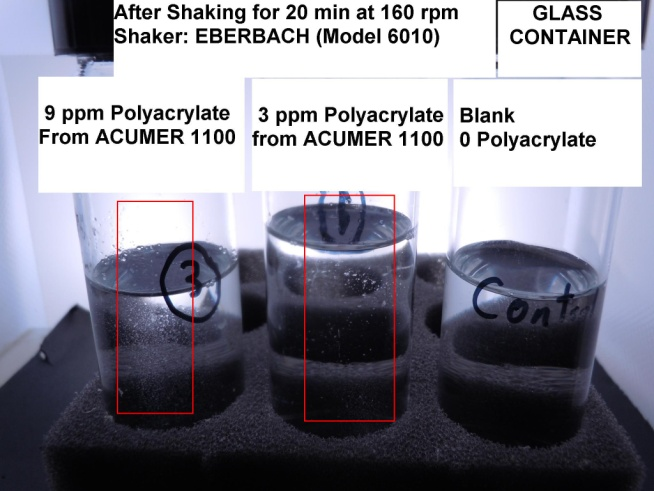 After Shaking for 20 min at 160 rpm
Shaker: EBERBACH (Model 6010)
GLASS
CONTAINER
9 ppm Polyacrylate
From ACUMER 1100
3 ppm Polyacrylate
from ACUMER 1100
Blank
0 Polyacrylate
3
1